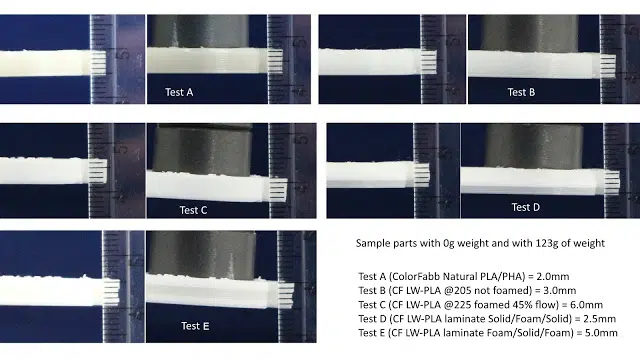 Test A
Test B
Test C
Test D
Test E
Sample parts with 0g weight and with 123g of weight
Test A (ColorFabb Natural PLA/PHA) = 2.0mm
Test B (CF LW-PLA @205 not foamed) = 3.0mm
Test C (CF LW-PLA @225 foamed 45% flow) = 6.0mm
Test D (CF LW-PLA laminate Solid/Foam/Solid) = 2.5mm
Test E (CF LW-PLA laminate Foam/Solid/Foam) = 5.0mm